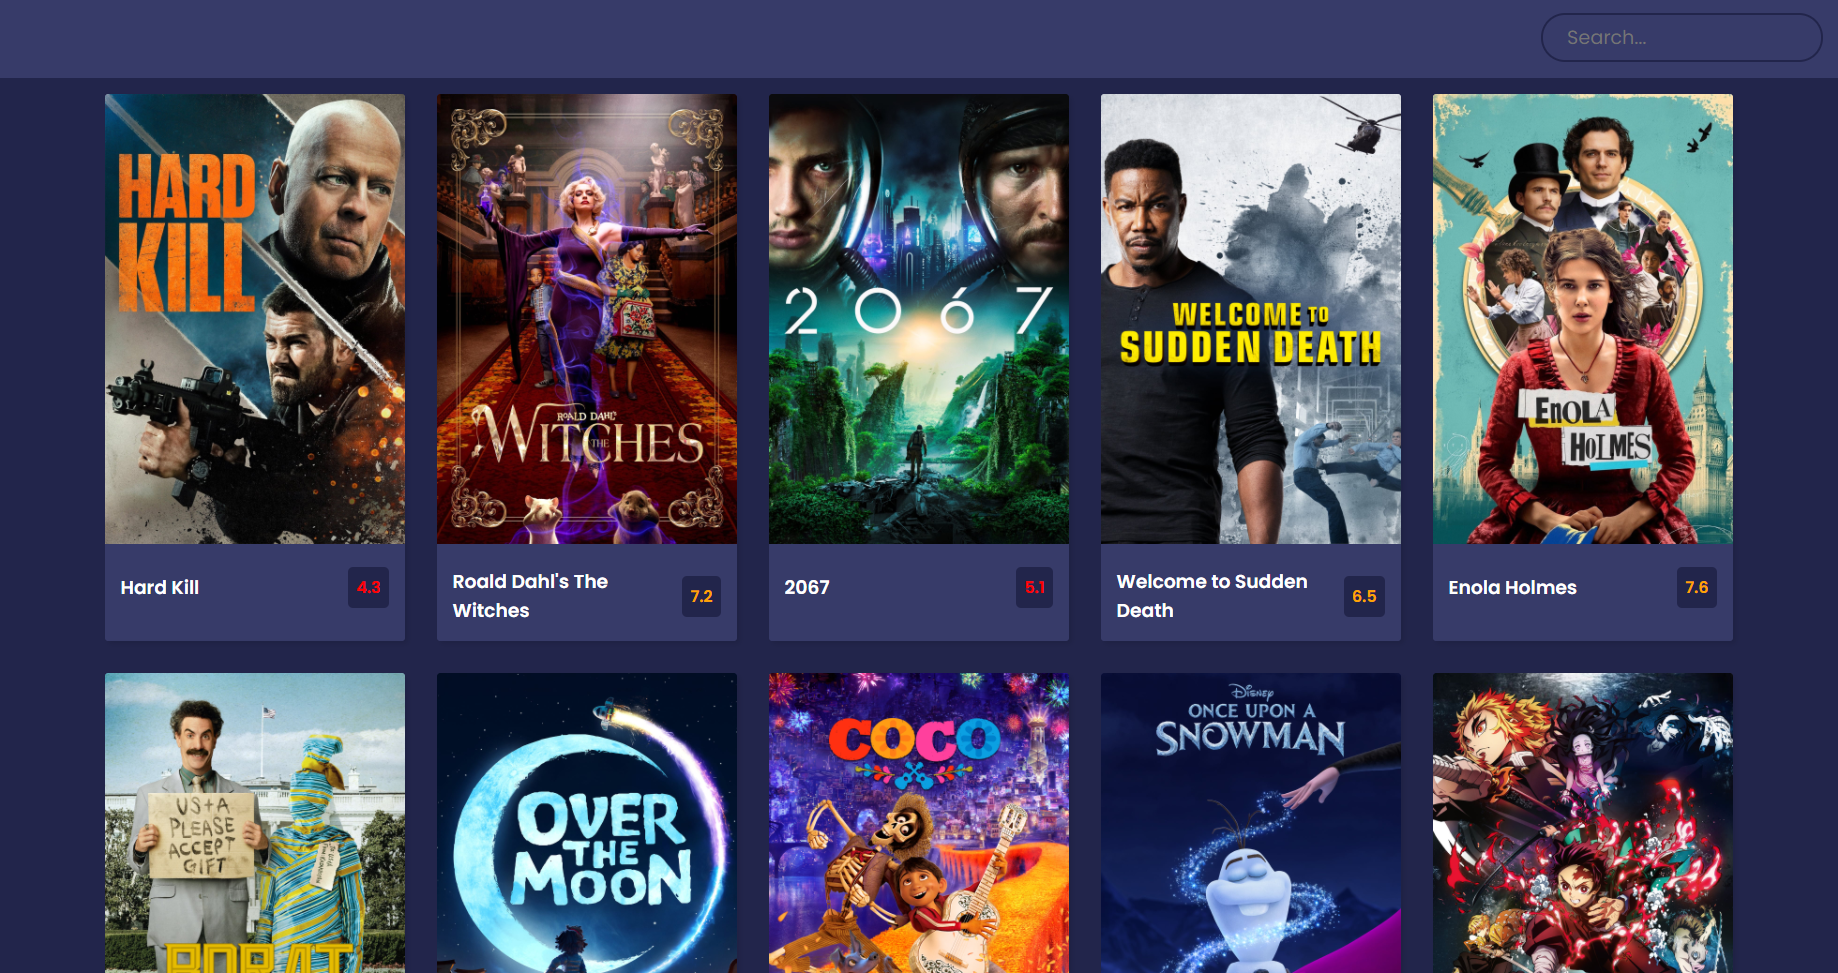 Search...
HARD
KILL
ROALD DAHL'S
THE
WITCHES
2067
WELCOME TO
SUDDEN DEATH
ENOLA
HOLMES
Hard Kill
4.3
Roald Dahl's The
Witches
7.2
2067
5.1
Welcome to Sudden
Death
6.5
Enola Holmes
7.6
US+A
PLEASE
ACCEPT
GIFT
BORAT
OVER
THE
MOON
COCO
Disney
ONCE UPON A
SNOWMAN